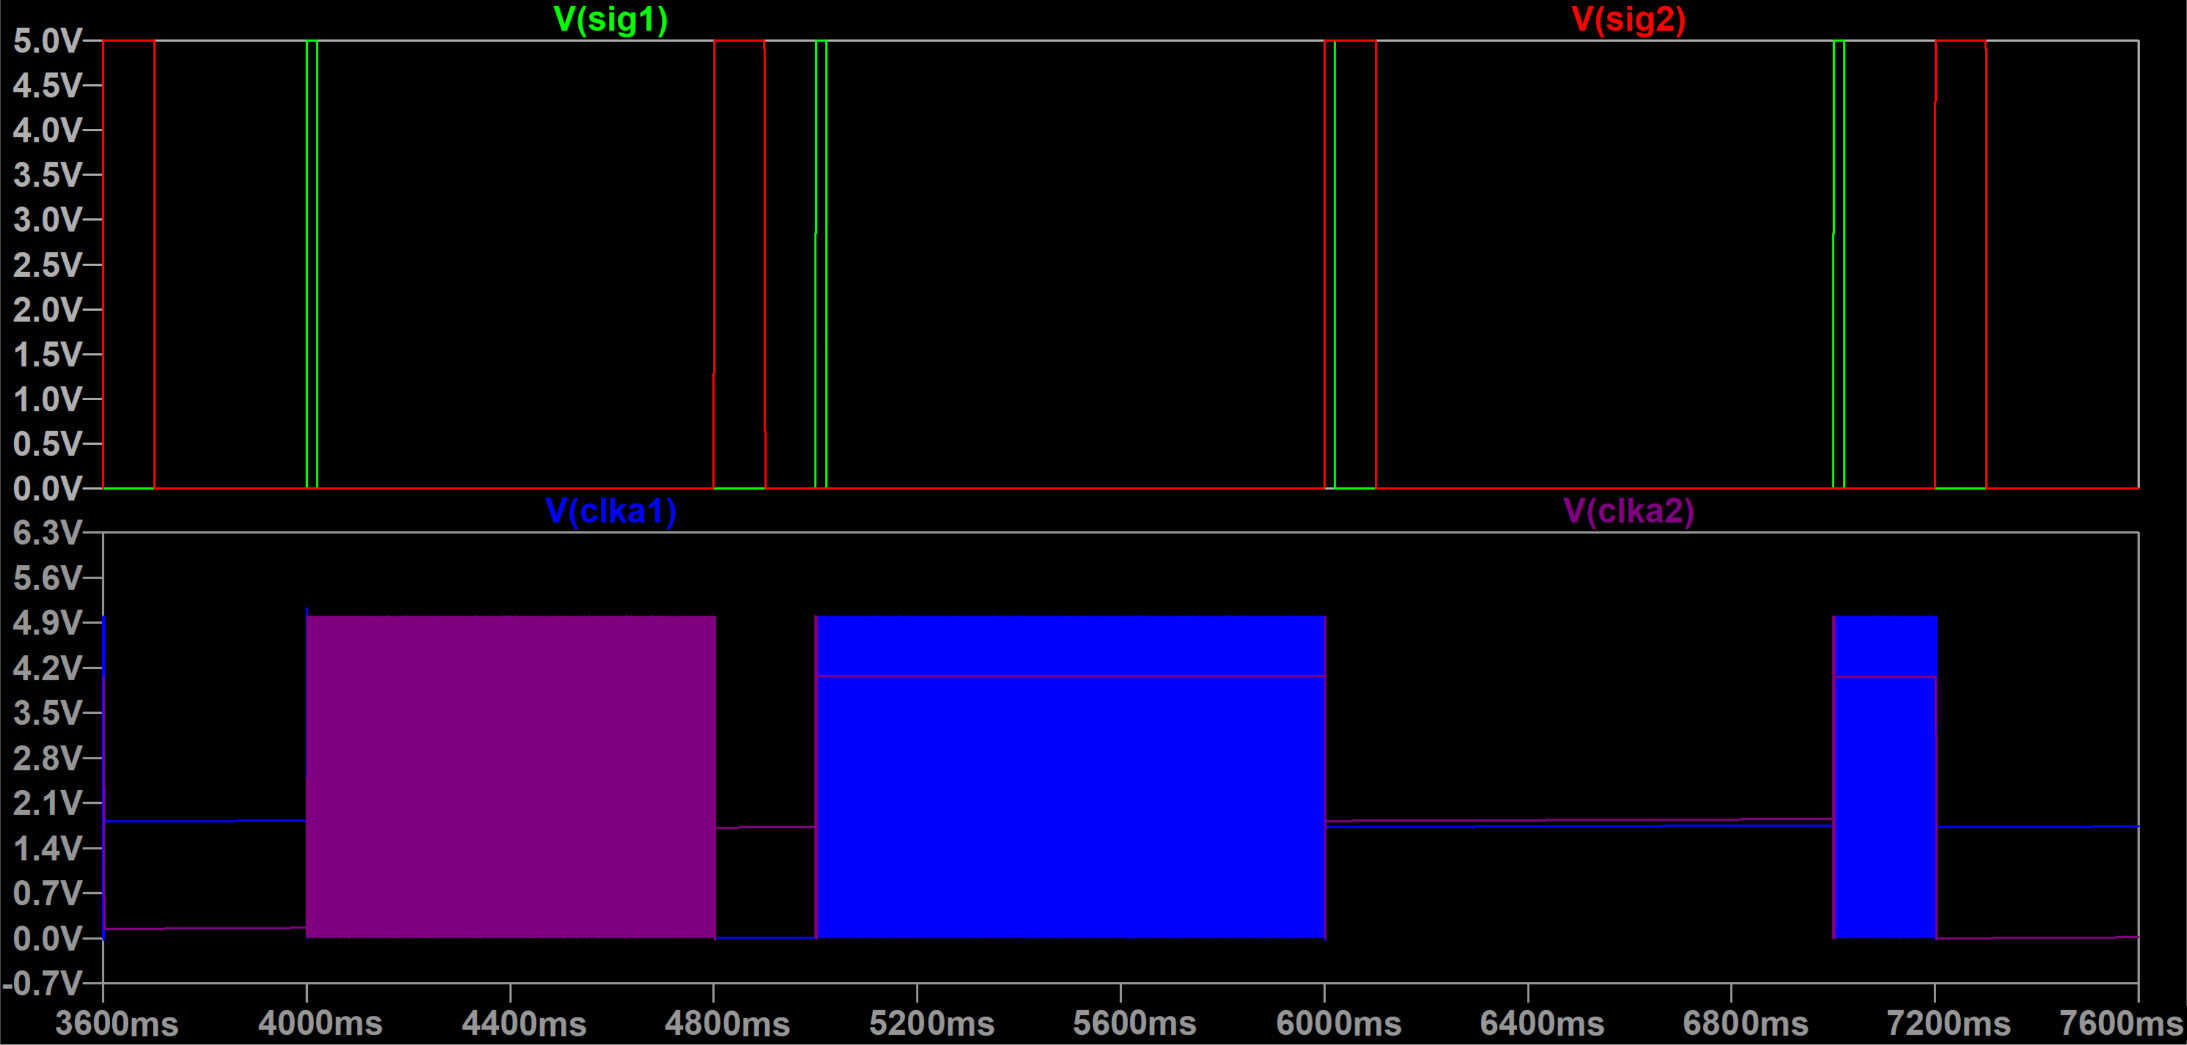 V(sig1) V(sig2)
5.0V
4.5V
4.0V
3.5V
3.0V
2.5V
2.0V
1.5V
1.0V
0.5V
0.0V
V(clka1) V(clka2)
6.3V
5.6V
4.9V
4.2V
3.5V
2.8V
2.1V
1.4V
0.7V
0.0V
-0.7V
3600ms 4000ms 4400ms 4800ms 5200ms 5600ms 6000ms 6400ms 6800ms 7200ms 7600ms